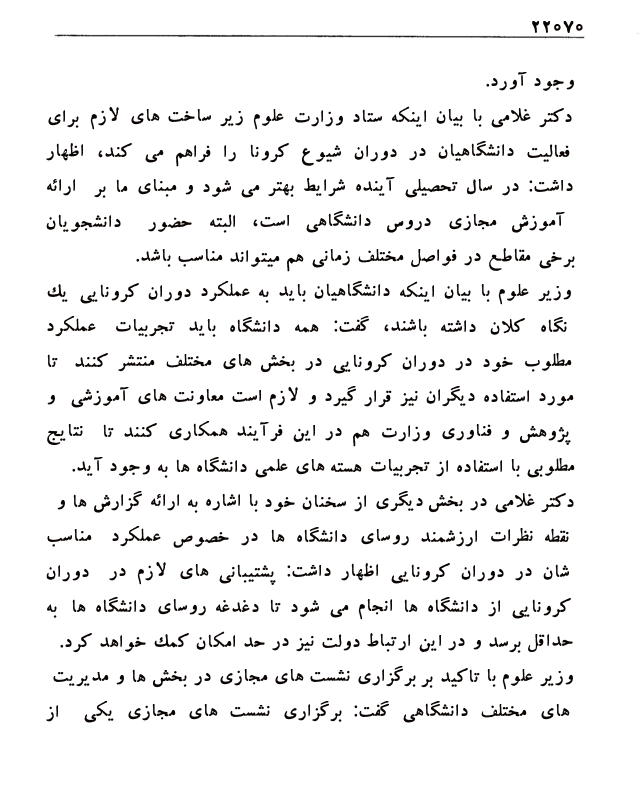 ۲۲۰۷۰
وجود آورد.
دکتر غلامی با بیان اینکه ستاد وزارت علوم زیر ساخت های لازم برای
فعالیت دانشگاهیان در دوران شیوع کرونا را فراهم می کند، اظهار
داشت: در سال تحصیلی آینده شرایط بهتر می شود و مبنای ما بر ارائه
آموزش مجازی دروس دانشگاهی است، البته حضور دانشجویان
برخی مقاطع در فواصل مختلف زمانی هم میتواند مناسب باشد.
وزیر علوم با بیان اینکه دانشگاهیان باید به عملکرد دوران کرونایی یك
نگاه کلان داشته باشند، گفت: همه دانشگاه باید تجربیات عملکرد
مطلوب خود در دوران کرونایی در بخش های مختلف منتشر کنند تا
مورد استفاده دیگران نیز قرار گیرد و لازم است معاونت های آموزشی و
پژوهش و فناوری وزارت هم در این فرآیند همکاری کنند تا نتایج
مطلوبی با استفاده از تجربیات هسته های علمی دانشگاه ها به وجود آید.
دکتر غلامی در بخش دیگری از سخنان خود با اشاره به ارائه گزارش ها و
نقطه نظرات ارزشمند روسای دانشگاه ها در خصوص عملکرد مناسب
شان در دوران کرونایی اظهار داشت: پشتیبانی های لازم در دوران
کرونایی از دانشگاه ها انجام می شود تا دغدغه روسای دانشگاه ها به
حداقل برسد و در این ارتباط دولت نیز در حد امکان کمك خواهد کرد.
وزیر علوم با تاکید بر برگزاری نشست های مجازی در بخش ها و مدیریت
های مختلف دانشگاهی گفت: برگزاری نشست های مجازی یکی از